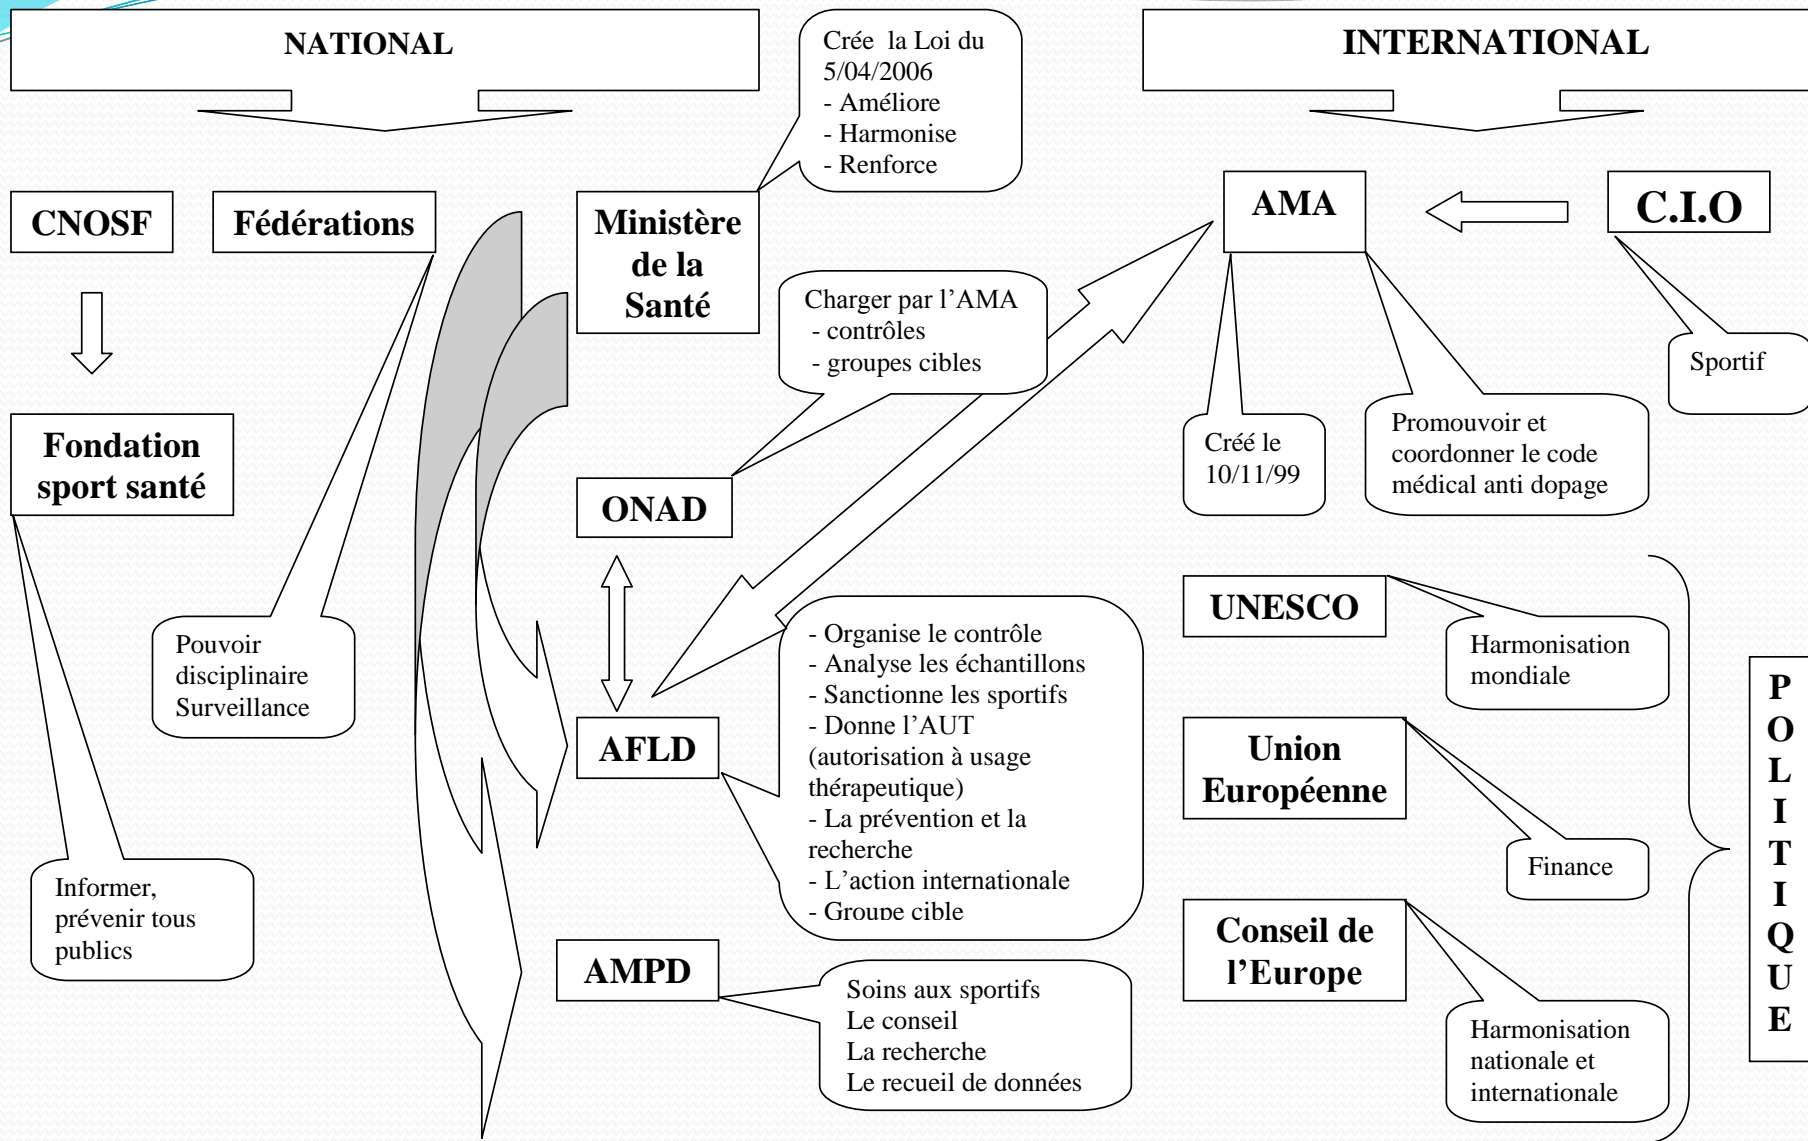 NATIONAL
Crée la Loi du
5/04/2006
- Améliore
- Harmonise
- Renforce
INTERNATIONAL
CNOSF
Fédérations
Ministère
de la
Santé
AMA
C.I.O
Charger par l’AMA
- contrôles
- groupes cibles
Sportif
Fondation
sport santé
Créé le
10/11/99
Promouvoir et
coordonner le code
médical anti dopage
ONAD
UNESCO
Pouvoir
disciplinaire
Surveillance
- Organise le contrôle
- Analyse les échantillons
- Sanctionne les sportifs
- Donne l’AUT
(autorisation à usage
thérapeutique)
- La prévention et la
recherche
- L’action internationale
- Groupe cible
Harmonisation
mondiale
AFLD
Union
Européenne
Finance
Informer,
prévenir tous
publics
AMPD
Soins aux sportifs
Le conseil
La recherche
Le recueil de données
Conseil de
l’Europe
Harmonisation
nationale et
internationale
P
O
L
I
T
I
Q
U
E